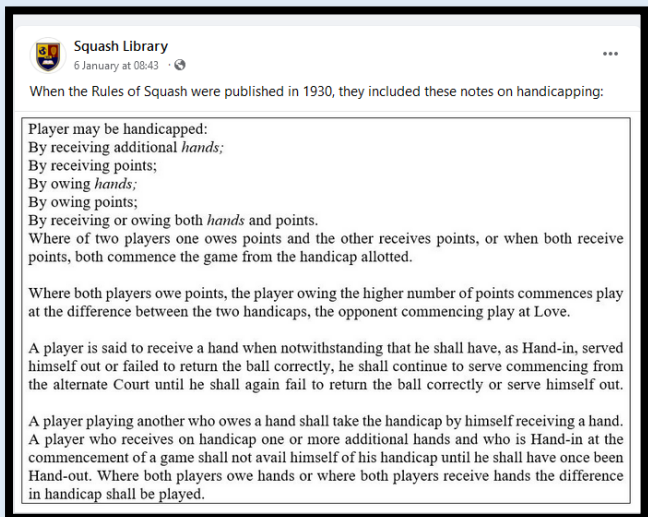 Squash Library
6 January at 08:43 ·
When the Rules of Squash were published in 1930, they included these notes on handicapping:
Player may be handicapped:
By receiving additional hands;
By receiving points;
By owing hands;
By owing points;
By receiving or owing both hands and points.
Where of two players one owes points and the other receives points, or when both receive
points, both commence the game from the handicap allotted.
Where both players owe points, the player owing the higher number of points commences play
at the difference between the two handicaps, the opponent commencing play at Love.
A player is said to receive a hand when notwithstanding that he shall have, as Hand-in, served
himself out or failed to return the ball correctly, he shall continue to serve commencing from
the alternate Court until he shall again fail to return the ball correctly or serve himself out.
A player playing another who owes a hand shall take the handicap by himself receiving a hand.
A player who receives on handicap one or more additional hands and who is Hand-in at the
commencement of a game shall not avail himself of his handicap until he shall have once been
Hand-out. Where both players owe hands or where both players receive hands the difference
in handicap shall be played.